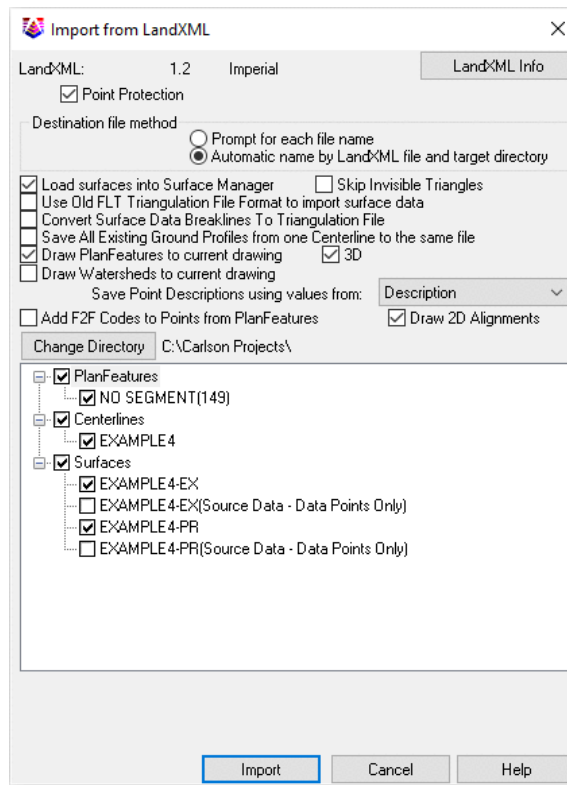 Import from LandXML
LandXML: 1.2 Imperial LandXML Info
Point Protection
Destination file method
Prompt for each file name
Automatic name by LandXML file and target directory
Load surfaces into Surface Manager Skip Invisible Triangles
Use Old FLT Triangulation File Format to import surface data
Convert Surface Data Breaklines To Triangulation File
Save All Existing Ground Profiles from one Centerline to the same file
Draw PlanFeatures to current drawing 3D
Draw Watersheds to current drawing
Save Point Descriptions using values from: Description
Add F2F Codes to Points from PlanFeatures Draw 2D Alignments
Change Directory C:\Carlson Projects\
PlanFeatures
NO SEGMENT(149)
Centerlines
EXAMPLE4
Surfaces
EXAMPLE4-EX
EXAMPLE4-EX(Source Data - Data Points Only)
EXAMPLE4-PR
EXAMPLE4-PR(Source Data - Data Points Only)
Import Cancel Help